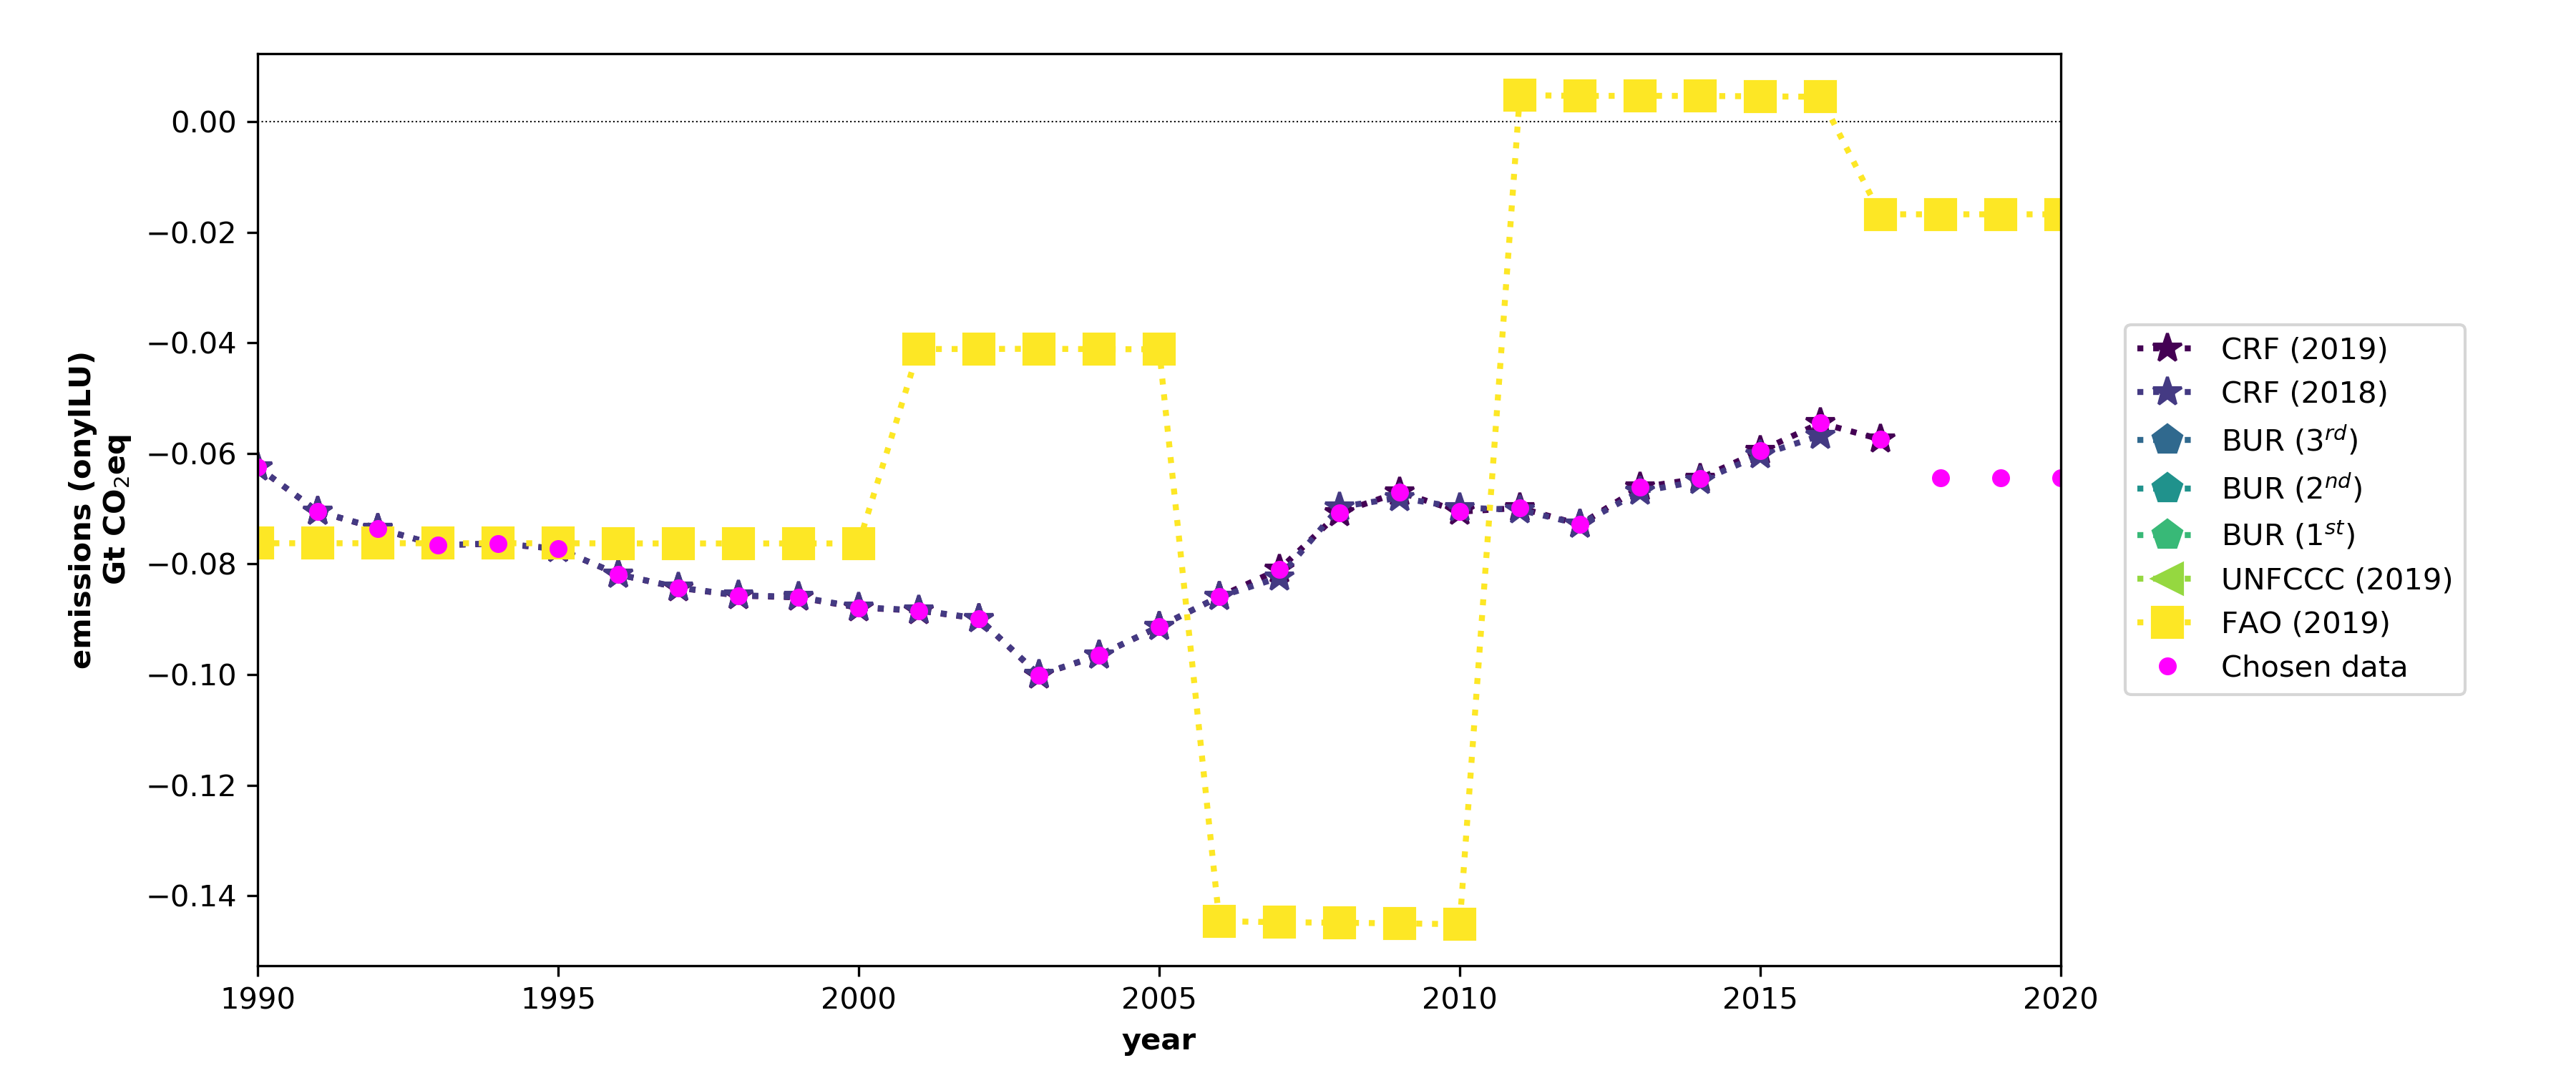 emissions (onylLU)
Gt CO₂eq
0.00
−0.02
−0.04
−0.06
−0.08
−0.10
−0.12
−0.14
1990
1995
2000
2005
2010
2015
2020
year
CRF (2019)
CRF (2018)
BUR (3ʳᵈ)
BUR (2ⁿᵈ)
BUR (1ˢᵗ)
UNFCCC (2019)
FAO (2019)
Chosen data